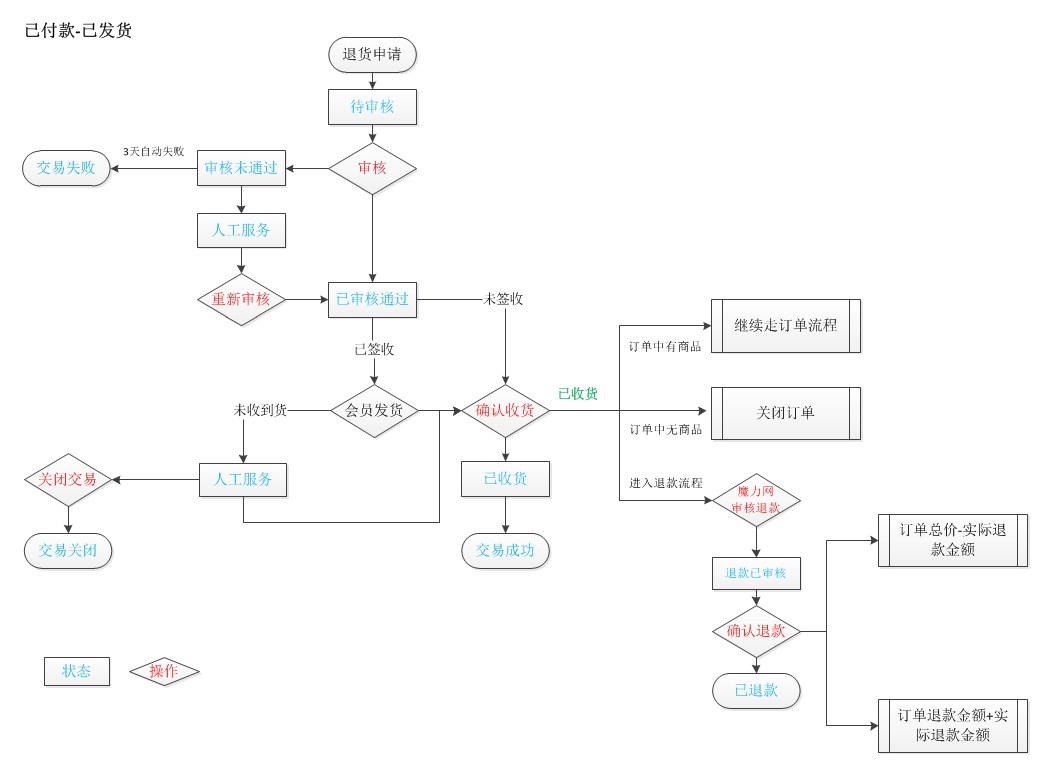 已付款-已发货
退货申请
待审核
3天自动失败
交易失败
审核未通过
审核
人工服务
重新审核
已审核通过
未签收
继续走订单流程
订单中有商品
已签收
已收货
未收到货
会员发货
确认收货
关闭订单
订单中无商品
关闭交易
人工服务
已收货
进入退款流程
魔力网
审核退款
订单总价-实际退
款金额
交易关闭
交易成功
退款已审核
确认退款
状态
操作
已退款
订单退款金额+实
际退款金额